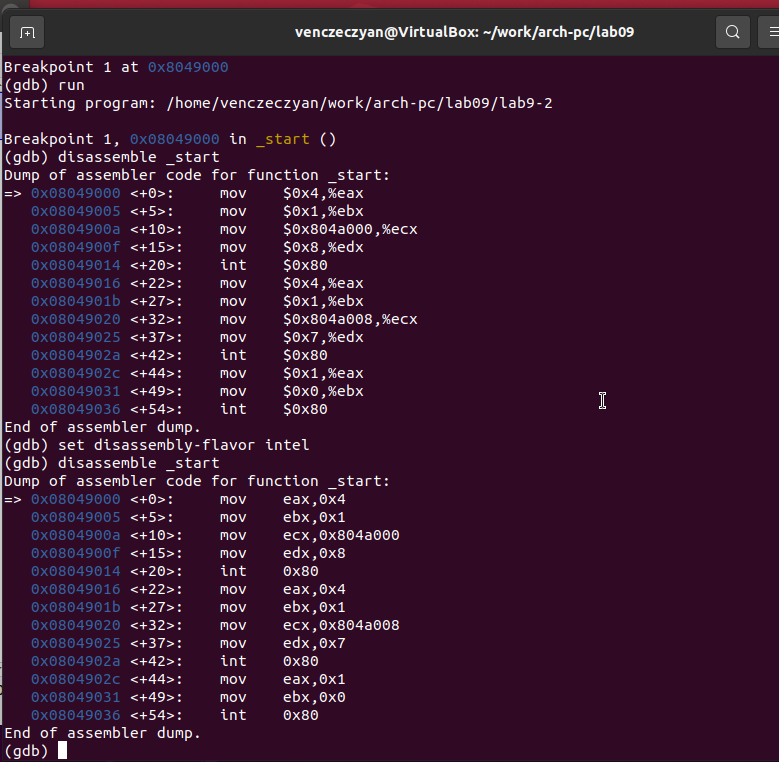 venczeczyan@VirtualBox: ~/work/arch-pc/lab09
Breakpoint 1 at 0x8049000
(gdb) run
Starting program: /home/venczeczyan/work/arch-pc/lab09/lab9-2
Breakpoint 1, 0x08049000 in _start ()
(gdb) disassemble _start
Dump of assembler code for function _start:
=> 0x08049000 <+0>:     mov    $0x4,%eax
   0x08049005 <+5>:     mov    $0x1,%ebx
   0x0804900a <+10>:    mov    $0x804a000,%ecx
   0x0804900f <+15>:    mov    $0x8,%edx
   0x08049014 <+20>:    int    $0x80
   0x08049016 <+22>:    mov    $0x4,%eax
   0x0804901b <+27>:    mov    $0x1,%ebx
   0x08049020 <+32>:    mov    $0x804a008,%ecx
   0x08049025 <+37>:    mov    $0x7,%edx
   0x0804902a <+42>:    int    $0x80
   0x0804902c <+44>:    mov    $0x1,%eax
   0x08049031 <+49>:    mov    $0x0,%ebx
   0x08049036 <+54>:    int    $0x80
End of assembler dump.
(gdb) set disassembly-flavor intel
(gdb) disassemble _start
Dump of assembler code for function _start:
=> 0x08049000 <+0>:     mov    eax,0x4
   0x08049005 <+5>:     mov    ebx,0x1
   0x0804900a <+10>:    mov    ecx,0x804a000
   0x0804900f <+15>:    mov    edx,0x8
   0x08049014 <+20>:    int    0x80
   0x08049016 <+22>:    mov    eax,0x4
   0x0804901b <+27>:    mov    ebx,0x1
   0x08049020 <+32>:    mov    ecx,0x804a008
   0x08049025 <+37>:    mov    edx,0x7
   0x0804902a <+42>:    int    0x80
   0x0804902c <+44>:    mov    eax,0x1
   0x08049031 <+49>:    mov    ebx,0x0
   0x08049036 <+54>:    int    0x80
End of assembler dump.
(gdb)